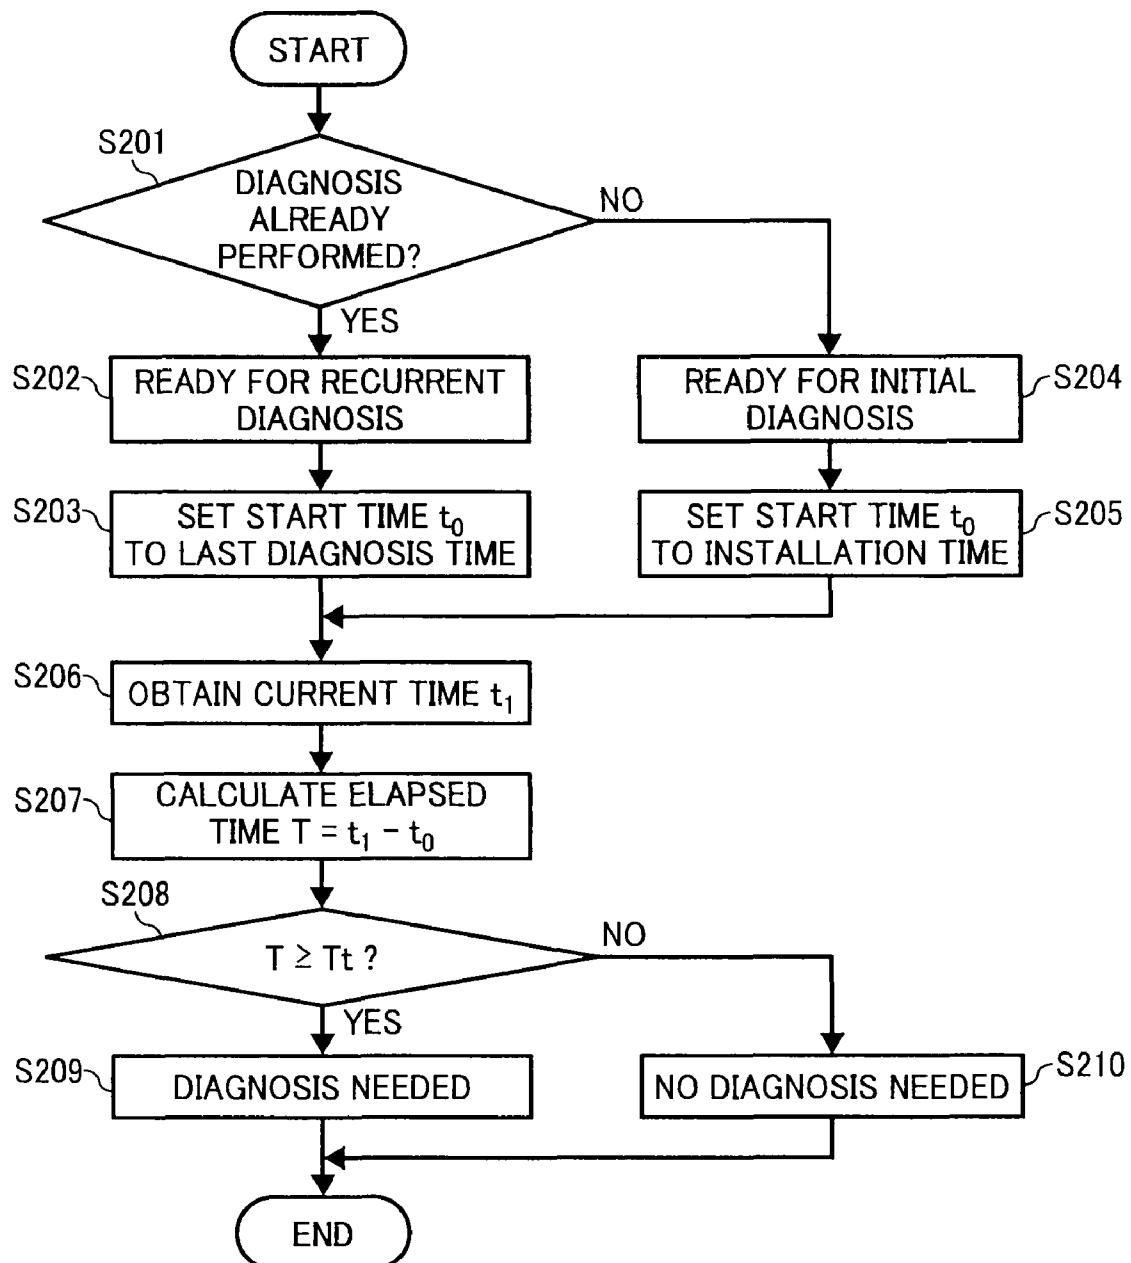 START
S201
DIAGNOSIS
ALREADY
PERFORMED?
NO
YES
S202
READY FOR RECURRENT
DIAGNOSIS
READY FOR INITIAL
DIAGNOSIS
S204
S203
SET START TIME t₀
TO LAST DIAGNOSIS TIME
SET START TIME t₀
TO INSTALLATION TIME
S205
S206
OBTAIN CURRENT TIME t₁
S207
CALCULATE ELAPSED
TIME T = t₁ − t₀
S208
T ≥ Tt ?
NO
YES
S209
DIAGNOSIS NEEDED
NO DIAGNOSIS NEEDED
S210
END